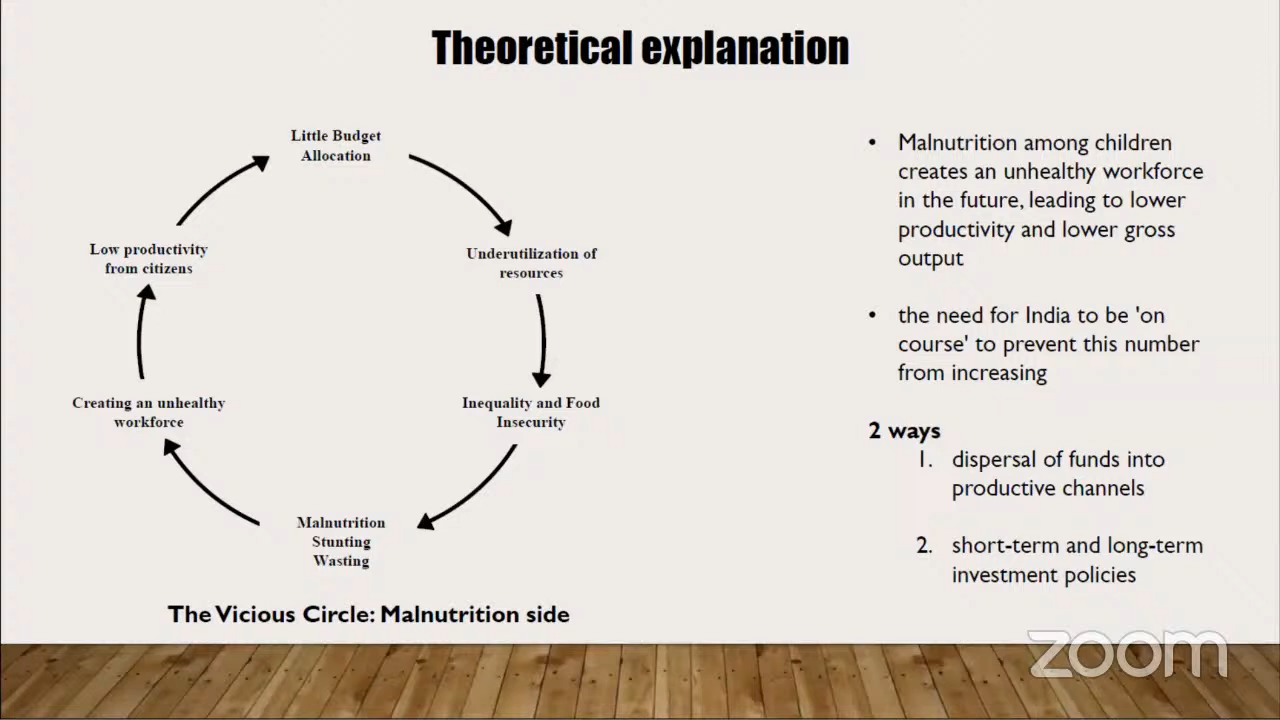 Theoretical explanation
Little Budget
Allocation
Underutilization of
resources
Inequality and Food
Insecurity
Malnutrition
Stunting
Wasting
Creating an unhealthy
workforce
Low productivity
from citizens
The Vicious Circle: Malnutrition side
• Malnutrition among children
creates an unhealthy workforce
in the future, leading to lower
productivity and lower gross
output
• the need for India to be 'on
course' to prevent this number
from increasing
2 ways
1. dispersal of funds into
productive channels
2. short-term and long-term
investment policies
zoom